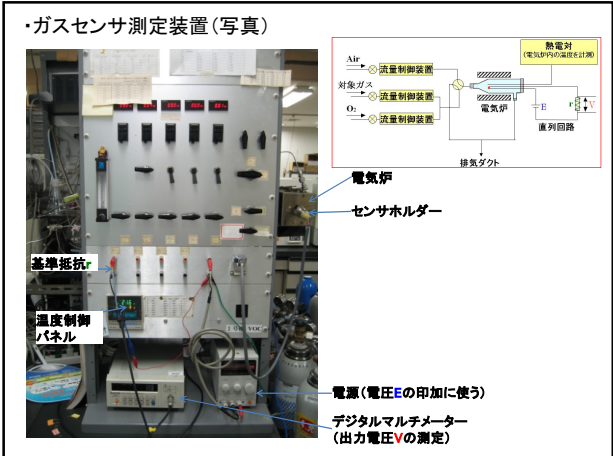 ・ガスセンサ測定装置（写真）
熱電対
（電気炉内の温度を計測）
Air
流量制御装置
対象ガス
流量制御装置
O₂
流量制御装置
電気炉
E
r
V
直列回路
排気ダクト
電気炉
センサホルダー
基準抵抗r
温度制御
パネル
VOC
電源（電圧Eの印加に使う）
デジタルマルチメーター
（出力電圧Vの測定）